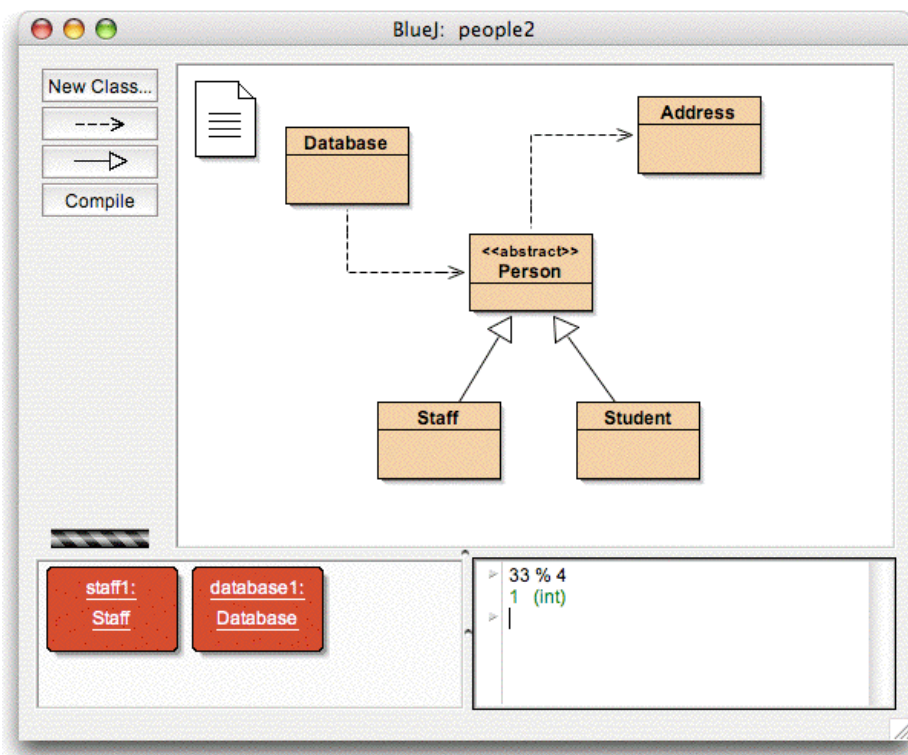 BlueJ: people2
New Class...
Compile
Database
Address
<<abstract>>
Person
Staff
Student
staff1:
Staff
database1:
Database
33 % 4
1 (int)